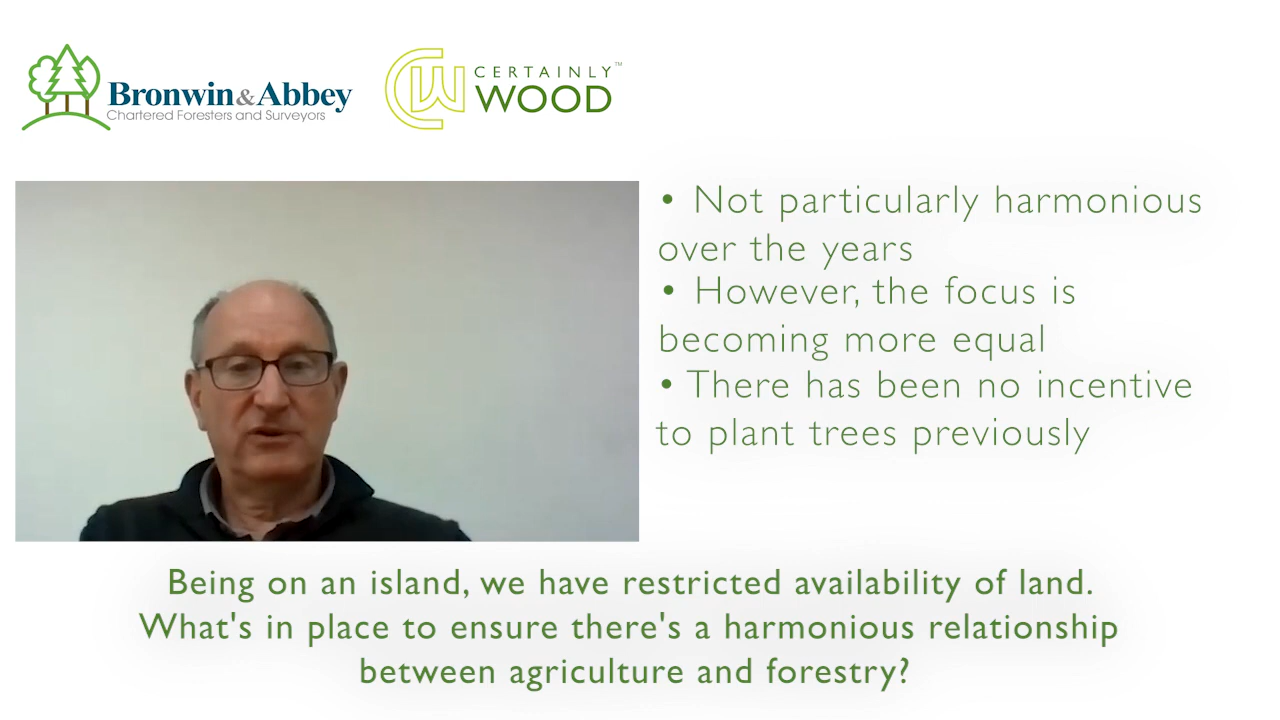 Bronwin & Abbey
Chartered Foresters and Surveyors
CERTAINLY™
WOOD
• Not particularly harmonious
over the years
• However, the focus is
becoming more equal
• There has been no incentive
to plant trees previously
Being on an island, we have restricted availability of land.
What's in place to ensure there's a harmonious relationship
between agriculture and forestry?